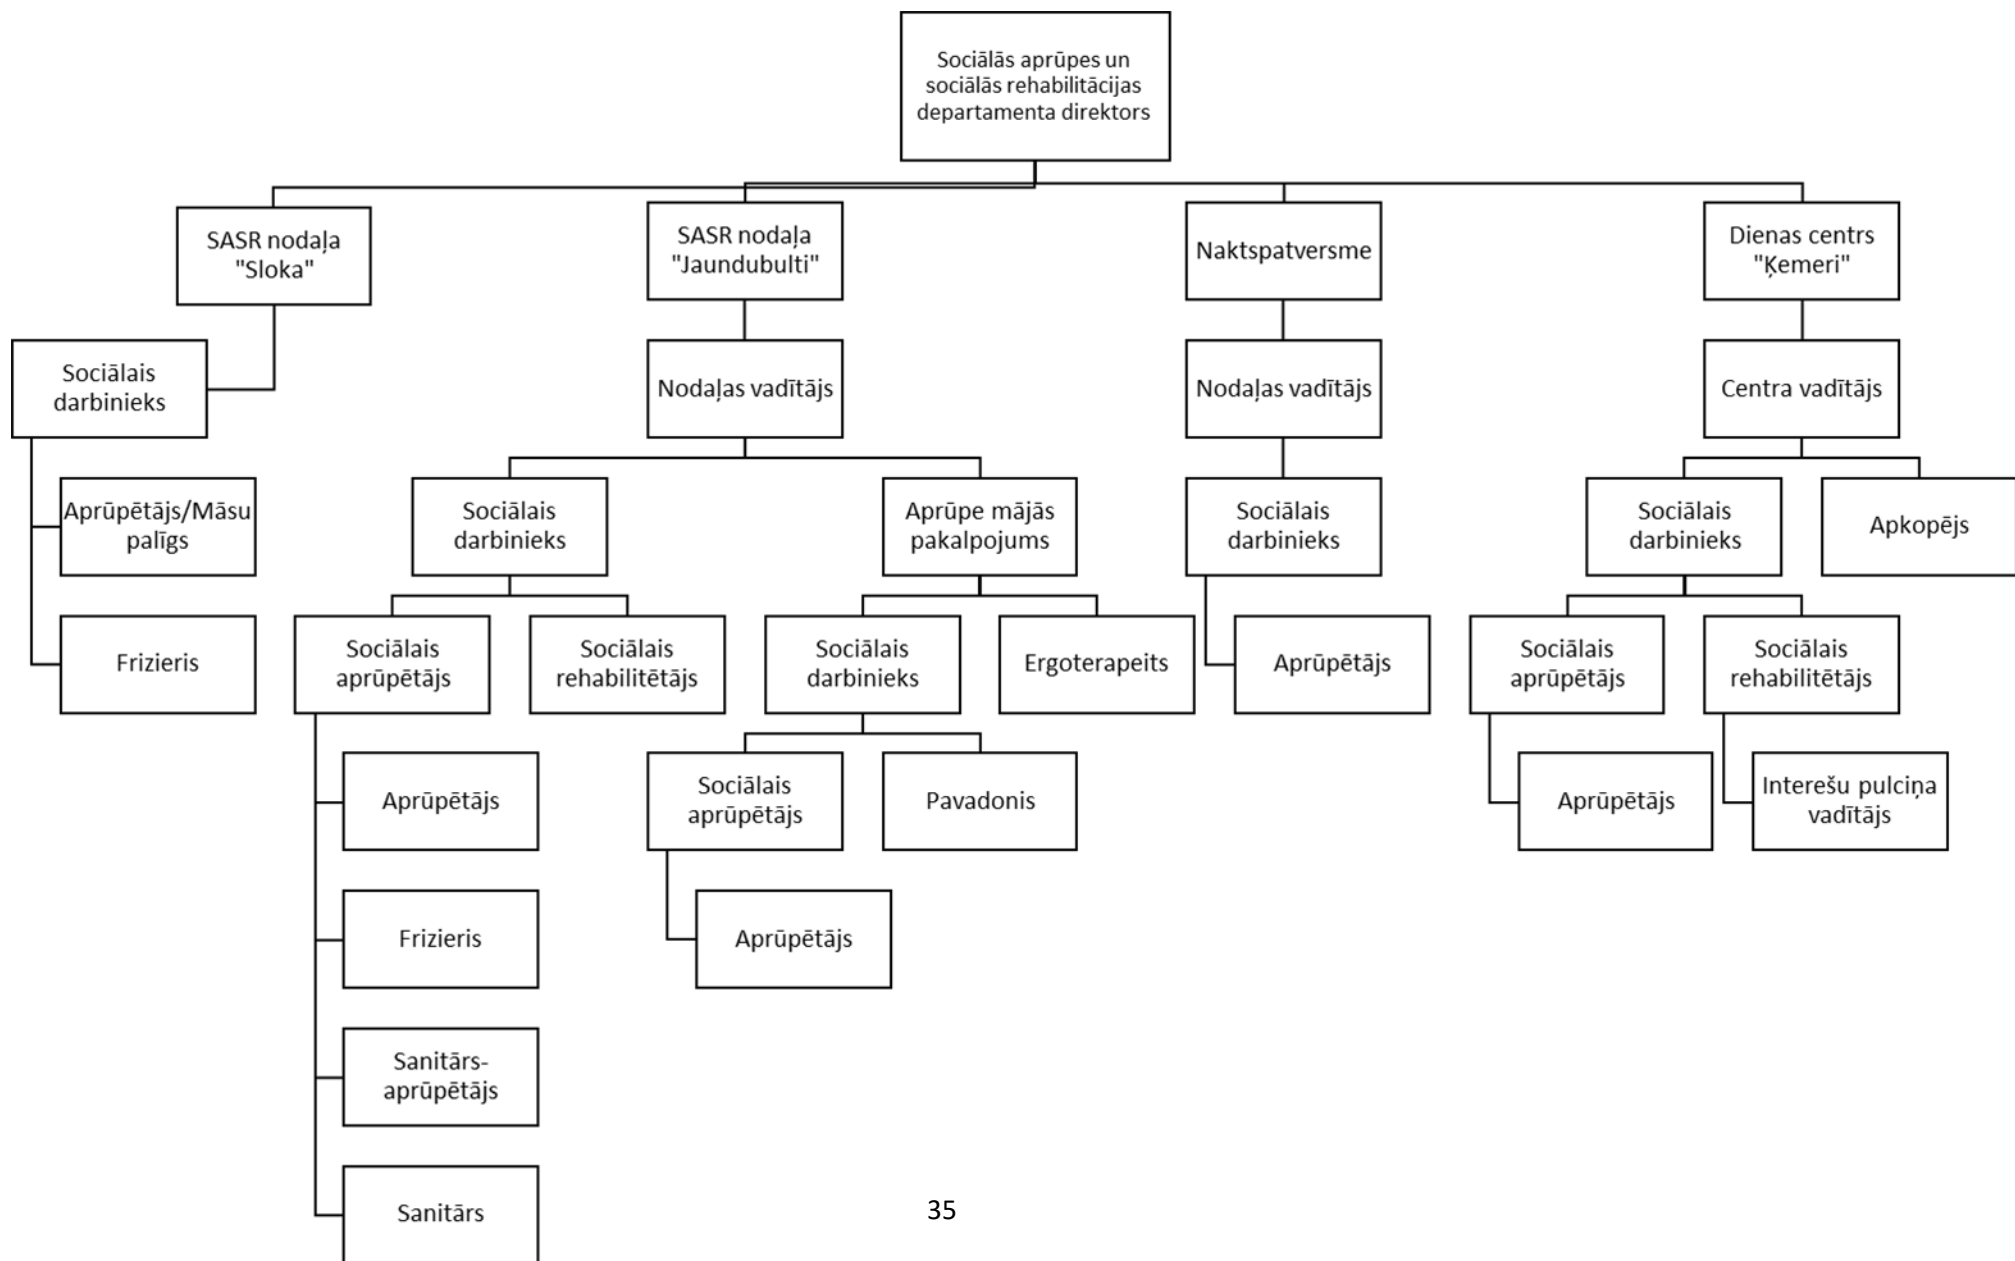 Sociālās aprūpes un
sociālās rehabilitācijas
departamenta direktors
SASR nodaļa
"Sloka"
SASR nodaļa
"Jaundubulti"
Naktspatversme
Dienas centrs
"Ķemeri"
Sociālais
darbinieks
Nodaļas vadītājs
Nodaļas vadītājs
Centra vadītājs
Aprūpētājs/Māsu
palīgs
Sociālais
darbinieks
Aprūpe mājās
pakalpojums
Sociālais
darbinieks
Sociālais
darbinieks
Apkopējs
Frizieris
Sociālais
aprūpētājs
Sociālais
rehabilitētājs
Sociālais
darbinieks
Ergoterapeits
Aprūpētājs
Sociālais
aprūpētājs
Sociālais
rehabilitētājs
Aprūpētājs
Sociālais
aprūpētājs
Pavadonis
Aprūpētājs
Interešu pulciņa
vadītājs
Frizieris
Aprūpētājs
Sanitārs-
aprūpētājs
Sanitārs
35